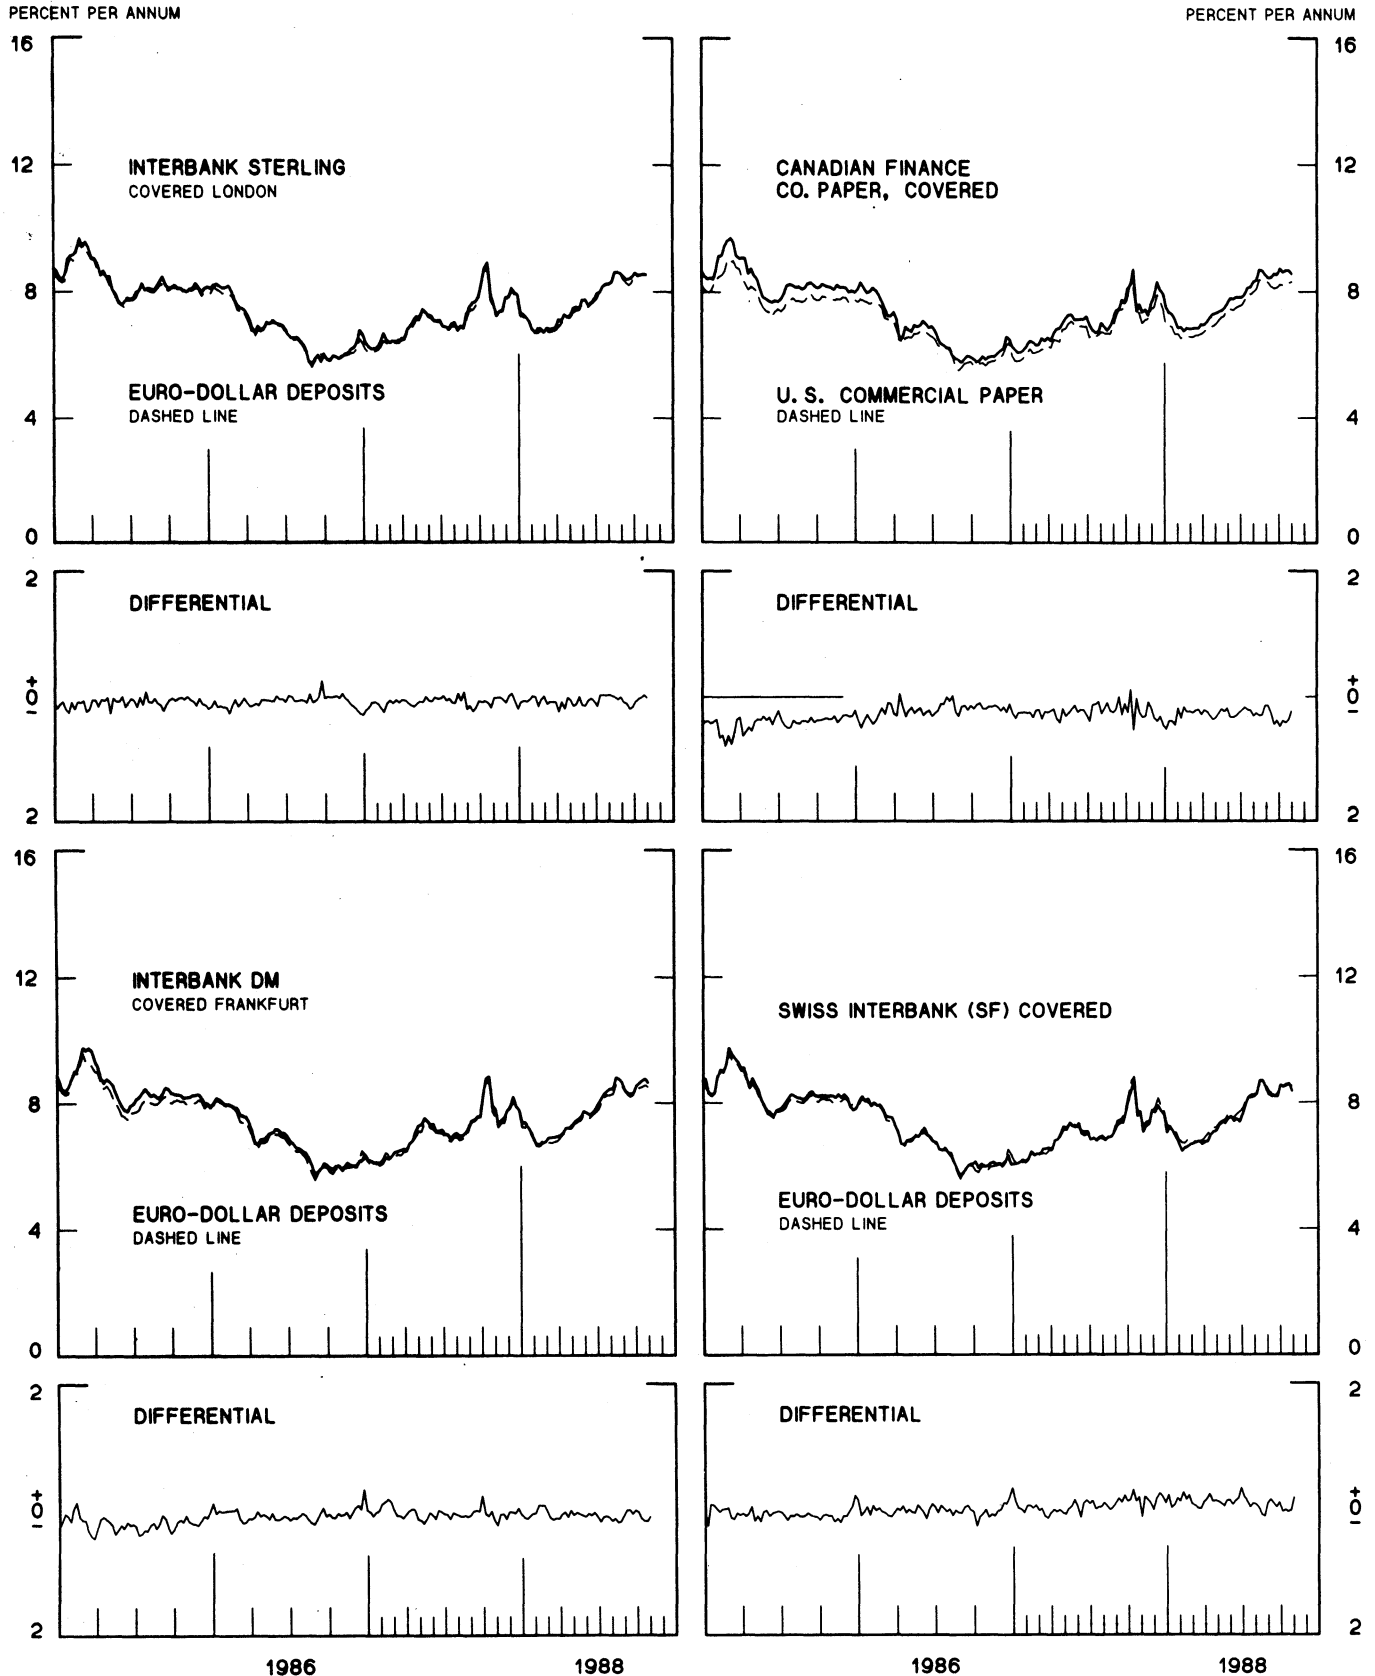 PERCENT PER ANNUM
PERCENT PER ANNUM
16
12
8
4
0
INTERBANK STERLING
COVERED LONDON
EURO-DOLLAR DEPOSITS
DASHED LINE
CANADIAN FINANCE
CO. PAPER, COVERED
U. S. COMMERCIAL PAPER
DASHED LINE
16
12
8
4
0
2
+
0
−
2
DIFFERENTIAL
DIFFERENTIAL
2
+
0
−
2
16
12
8
4
0
INTERBANK DM
COVERED FRANKFURT
EURO-DOLLAR DEPOSITS
DASHED LINE
SWISS INTERBANK (SF) COVERED
EURO-DOLLAR DEPOSITS
DASHED LINE
16
12
8
4
0
2
+
0
−
2
DIFFERENTIAL
DIFFERENTIAL
2
+
0
−
2
1986
1988
1986
1988